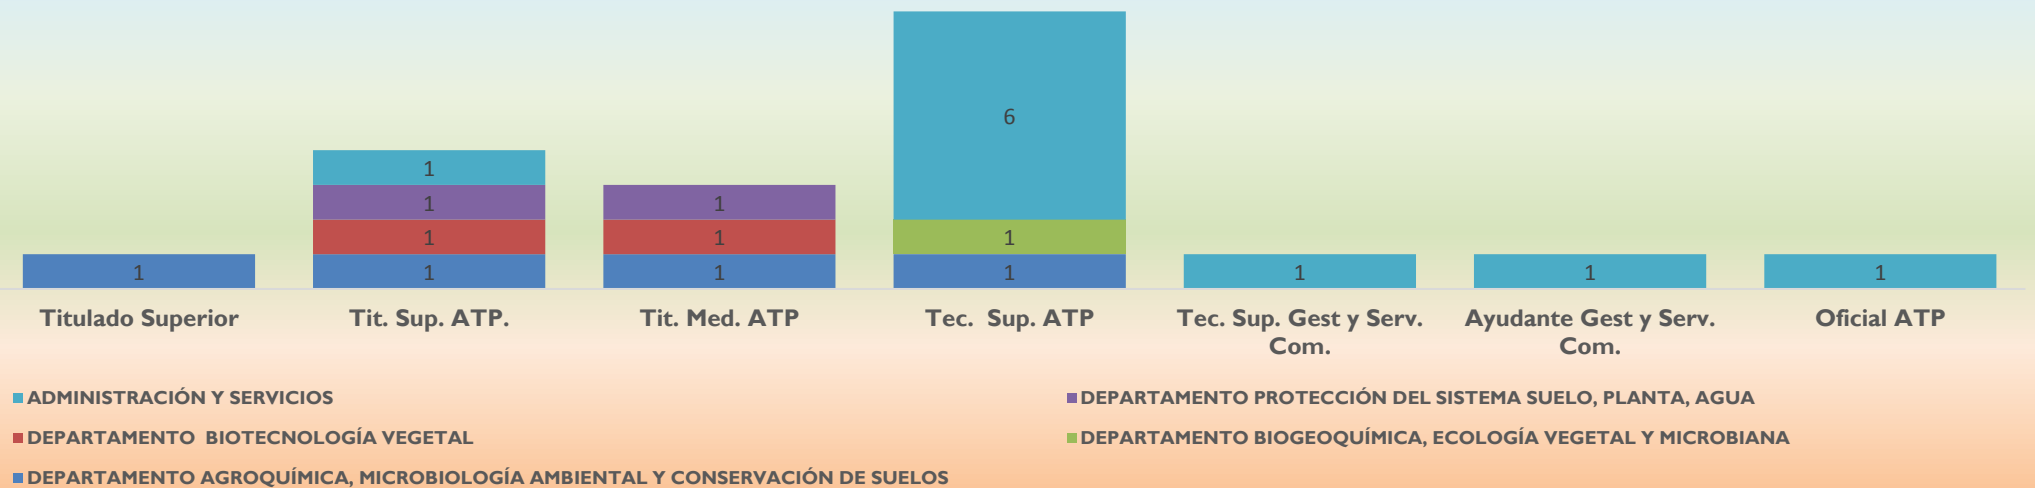 6
1
1
1
1
1
1
1
1
1
1
1
1
1
1
Titulado Superior
Tit. Sup. ATP.
Tit. Med. ATP
Tec. Sup. ATP
Tec. Sup. Gest y Serv.
Com.
Ayudante Gest y Serv.
Com.
Oficial ATP
ADMINISTRACIÓN Y SERVICIOS
DEPARTAMENTO PROTECCIÓN DEL SISTEMA SUELO, PLANTA, AGUA
DEPARTAMENTO BIOTECNOLOGÍA VEGETAL
DEPARTAMENTO BIOGEOQUÍMICA, ECOLOGÍA VEGETAL Y MICROBIANA
DEPARTAMENTO AGROQUÍMICA, MICROBIOLOGÍA AMBIENTAL Y CONSERVACIÓN DE SUELOS